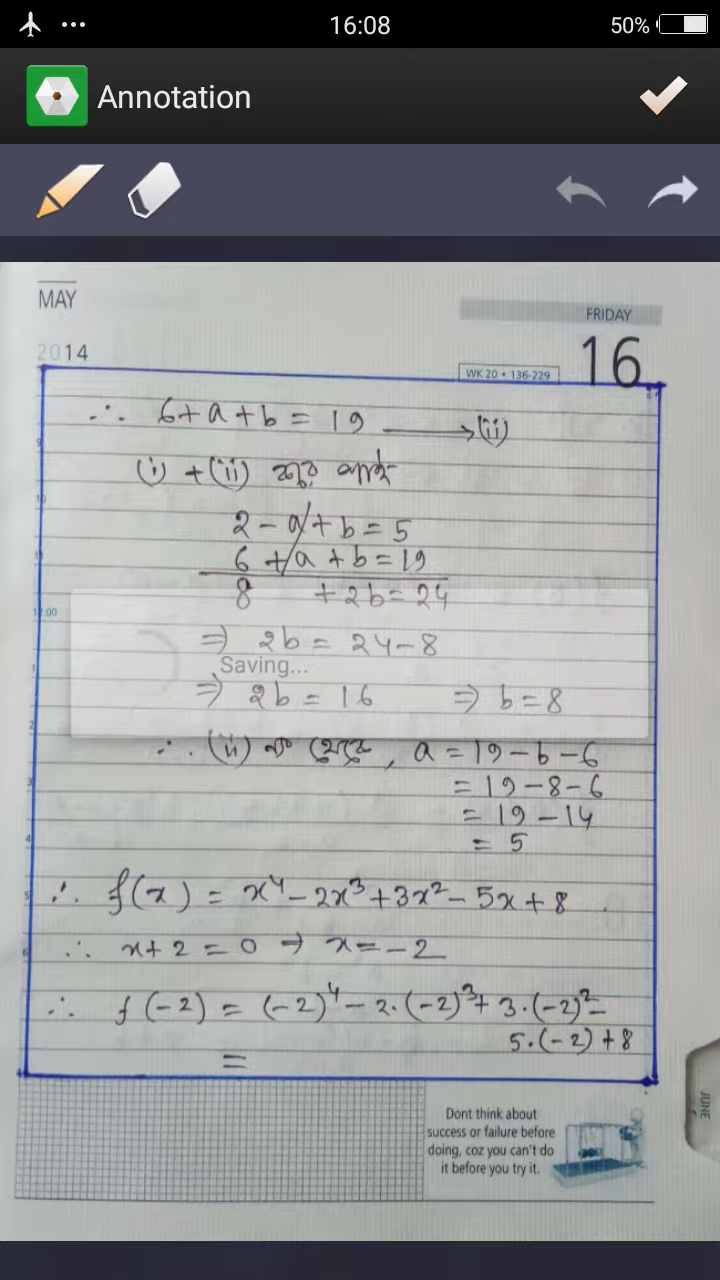 16:08
50%
Annotation
MAY
2014
FRIDAY
16
WK 20 • 136-229
∴ 6+a+b = 19 ⟶ (ii)
(i) + (ii) করে পাই
2 - a + b = 5
6 + a + b = 19
8 + 2b = 24
12.00
⇒ 2b = 24-8
Saving...
⇒ 2b = 16 ⇒ b = 8
∴ (ii) নং থেকে, a = 19-b-6
= 19-8-6
= 19-14
= 5
∴ f(x) = x⁴-2x³+3x²-5x+8
∴ x+2 = 0 ⇒ x = -2
∴ f(-2) = (-2)⁴-2.(-2)³+3.(-2)²-
5.(-2)+8
=
JUNE
Dont think about
success or failure before
doing, coz you can't do
it before you try it.